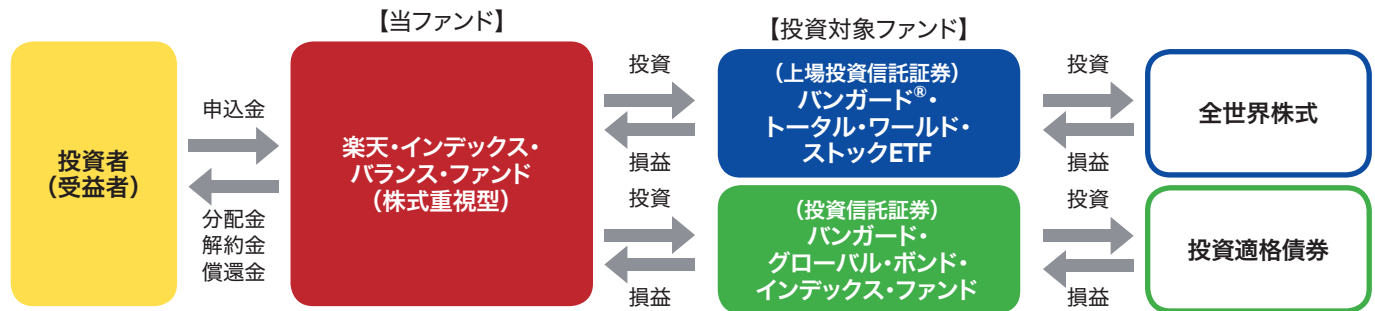 【当ファンド】
【投資対象ファンド】
投資者
(受益者)
申込金
分配金
解約金
償還金
楽天・インデックス・
バランス・ファンド
(株式重視型)
投資
損益
投資
損益
(上場投資信託証券)
バンガード®・
トータル・ワールド・
ストックETF
(投資信託証券)
バンガード・
グローバル・ボンド・
インデックス・ファンド
投資
損益
投資
損益
全世界株式
投資適格債券